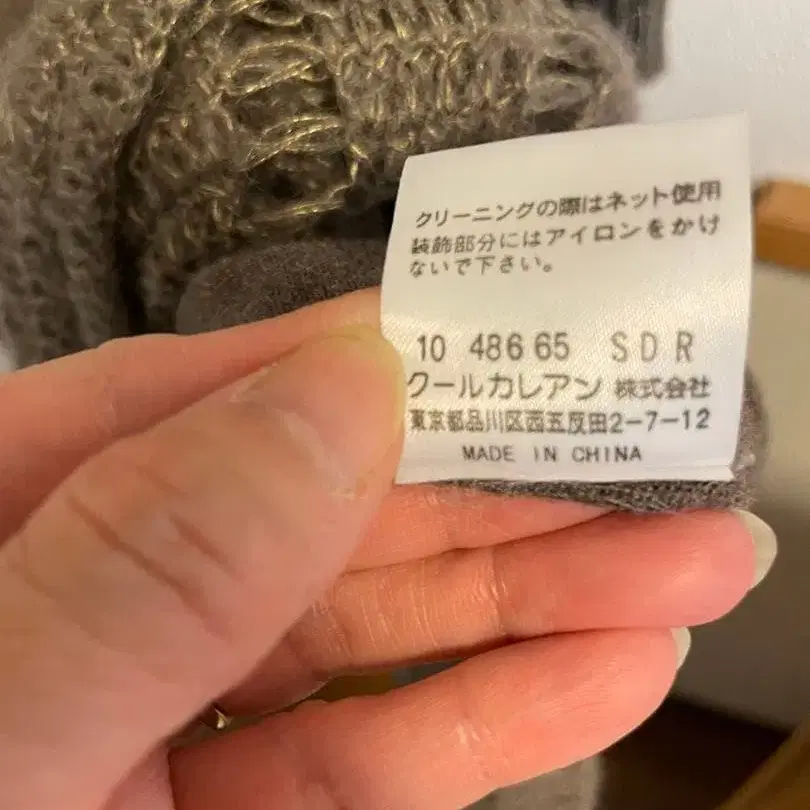 クリーニングの際はネット使用
装飾部分にはアイロンをかけ
ないで下さい。
10 48665 SDR
クールカレアン 株式会社
東京都品川区西五反田2-7-12
MADE IN CHINA